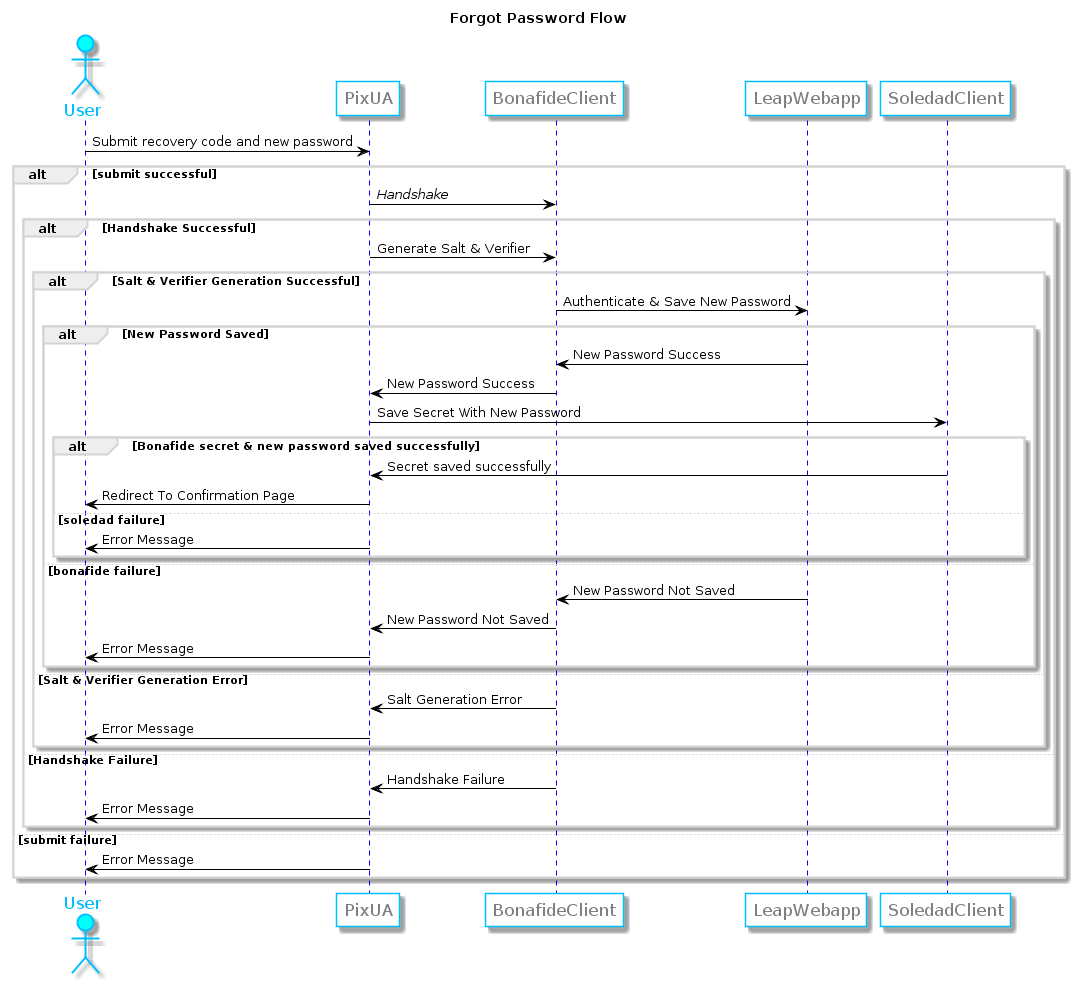 Forgot Password Flow
User
PixUA
BonafideClient
LeapWebapp
SoledadClient
Submit recovery code and new password
alt
[submit successful]
Handshake
alt
[Handshake Successful]
Generate Salt & Verifier
alt
[Salt & Verifier Generation Successful]
Authenticate & Save New Password
alt
[New Password Saved]
New Password Success
New Password Success
Save Secret With New Password
alt
[Bonafide secret & new password saved successfully]
Secret saved successfully
Redirect To Confirmation Page
[soledad failure]
Error Message
[bonafide failure]
New Password Not Saved
New Password Not Saved
Error Message
[Salt & Verifier Generation Error]
Salt Generation Error
Error Message
[Handshake Failure]
Handshake Failure
Error Message
[submit failure]
Error Message
User
PixUA
BonafideClient
LeapWebapp
SoledadClient